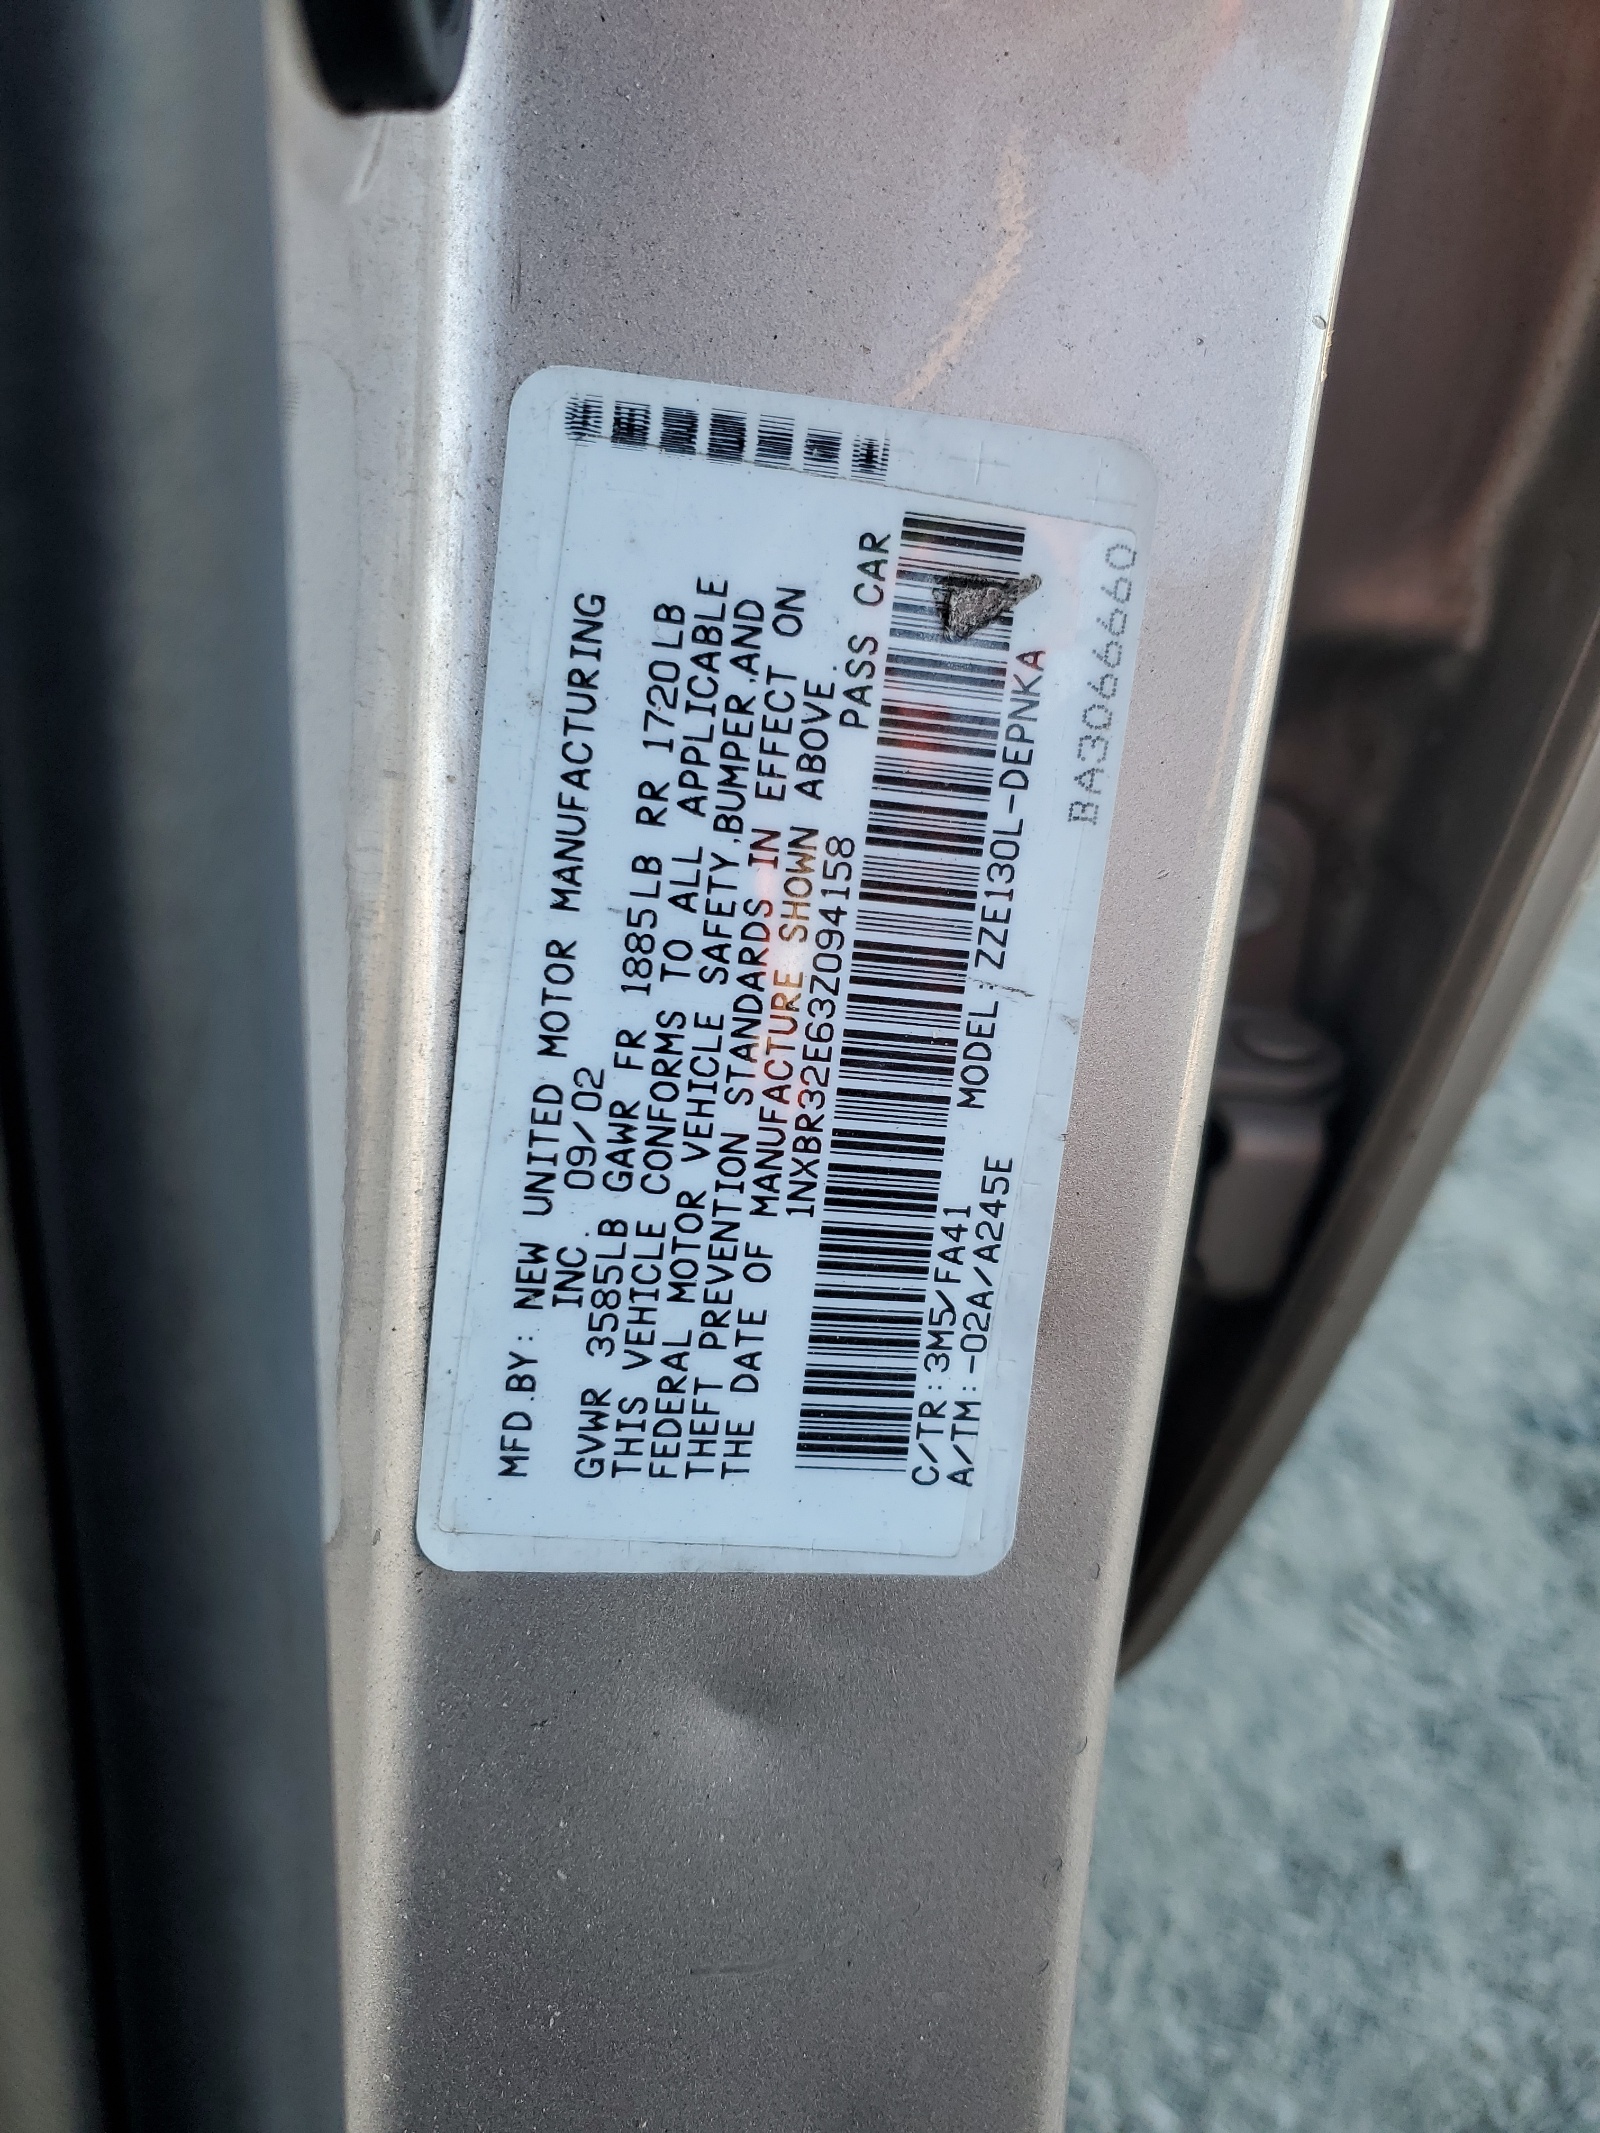 MFD.BY: NEW UNITED MOTOR MANUFACTURING
INC. 09/02
GVWR 3585LB GAWR FR 1885LB RR 1720LB
THIS VEHICLE CONFORMS TO ALL APPLICABLE
FEDERAL MOTOR VEHICLE SAFETY,BUMPER,AND
THEFT PREVENTION STANDARDS IN EFFECT ON
THE DATE OF MANUFACTURE SHOWN ABOVE.
1NXBR32E63Z094158 PASS CAR
C/TR:3M5/FA41 MODEL:ZZE130L-DEPNKA
A/TM:-02A/A245E
BA3066660